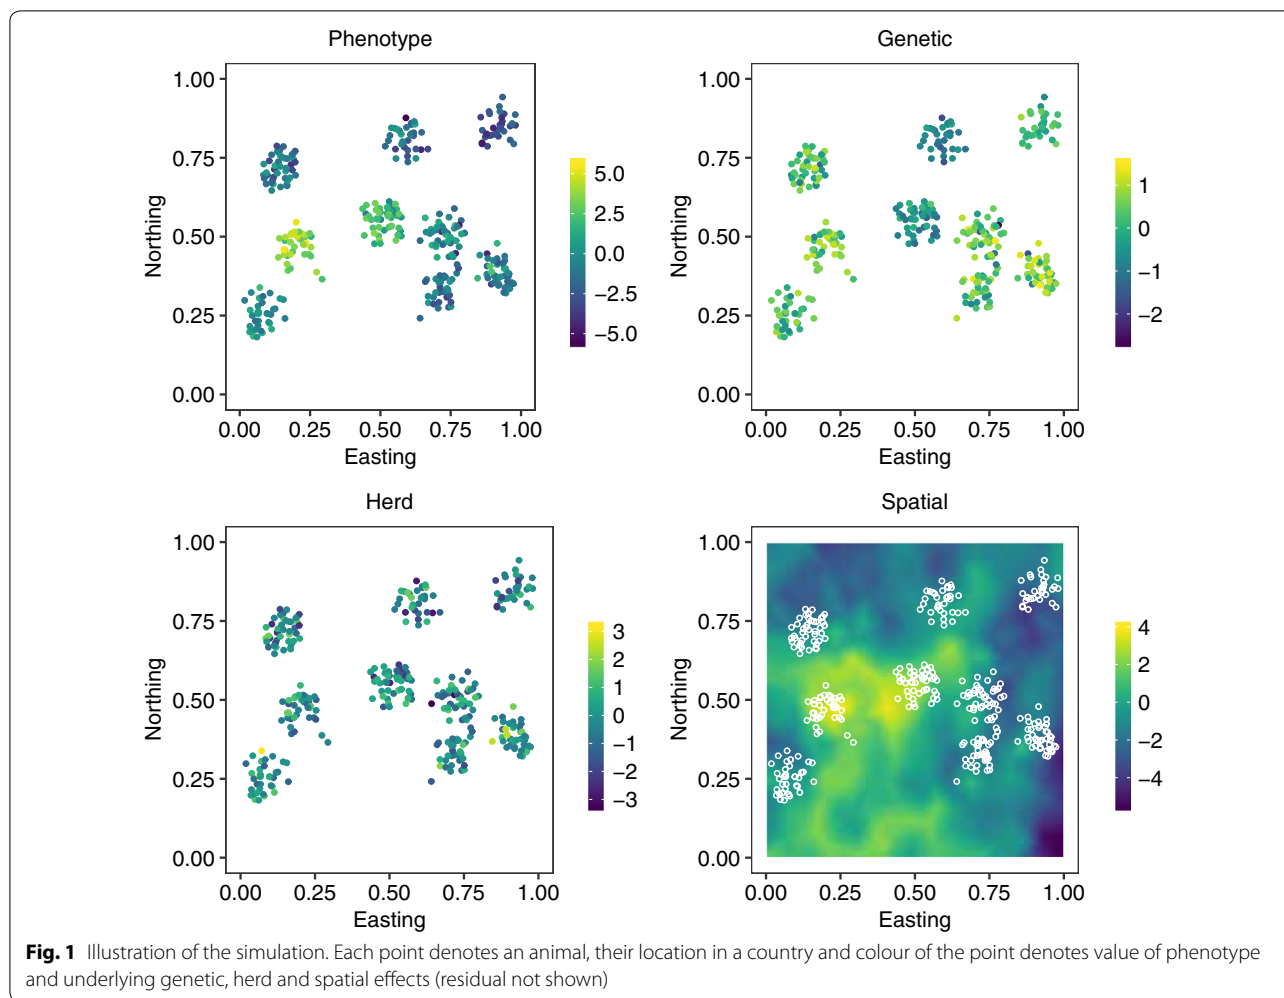 Phenotype
1.00
0.75
0.50
0.25
0.00
Northing
0.00 0.25 0.50 0.75 1.00
Easting
5.0
2.5
0.0
−2.5
−5.0
Genetic
1.00
0.75
0.50
0.25
0.00
Northing
0.00 0.25 0.50 0.75 1.00
Easting
1
0
−1
−2
Herd
1.00
0.75
0.50
0.25
0.00
Northing
0.00 0.25 0.50 0.75 1.00
Easting
3
2
1
0
−1
−2
−3
Spatial
1.00
0.75
0.50
0.25
0.00
Northing
0.00 0.25 0.50 0.75 1.00
Easting
4
2
0
−2
−4
Fig. 1 Illustration of the simulation. Each point denotes an animal, their location in a country and colour of the point denotes value of phenotype
and underlying genetic, herd and spatial effects (residual not shown)